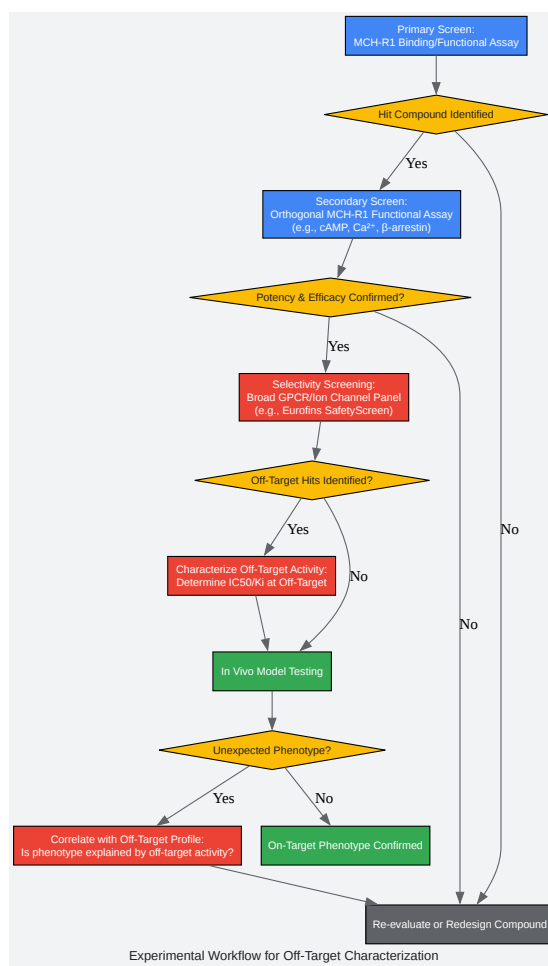 Primary Screen:
MCH-R1 Binding/Functional Assay
Hit Compound Identified
Yes
Secondary Screen:
Orthogonal MCH-R1 Functional Assay
(e.g., cAMP, Ca²⁺, β-arrestin)
Potency & Efficacy Confirmed?
Yes
Selectivity Screening:
Broad GPCR/Ion Channel Panel
(e.g., Eurofins SafetyScreen)
Off-Target Hits Identified?
Yes
No
Characterize Off-Target Activity:
Determine IC50/Ki at Off-Target
No
No
In Vivo Model Testing
Unexpected Phenotype?
Yes
No
Correlate with Off-Target Profile:
Is phenotype explained by off-target activity?
On-Target Phenotype Confirmed
Re-evaluate or Redesign Compound
Experimental Workflow for Off-Target Characterization